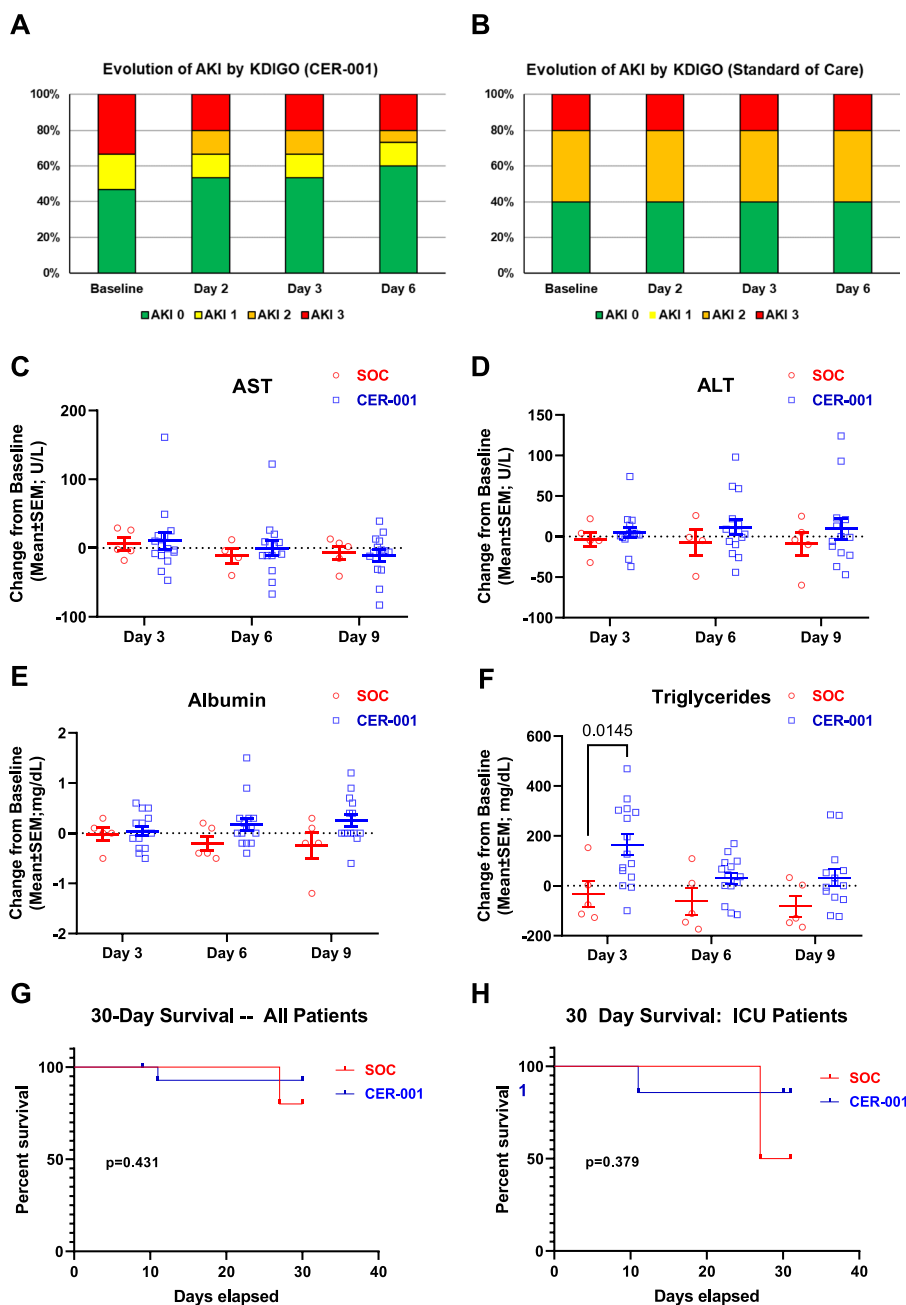 A
B
Evolution of AKI by KDIGO (CER-001)
Evolution of AKI by KDIGO (Standard of Care)
100%
80%
60%
40%
20%
0%
Baseline Day 2 Day 3 Day 6
AKI 0 AKI 1 AKI 2 AKI 3
100%
80%
60%
40%
20%
0%
Baseline Day 2 Day 3 Day 6
AKI 0 AKI 1 AKI 2 AKI 3
C
AST
SOC
CER-001
Change from Baseline
(Mean±SEM; U/L)
200
100
0
-100
Day 3 Day 6 Day 9
D
ALT
SOC
CER-001
Change from Baseline
(Mean±SEM; U/L)
150
100
50
0
-50
-100
Day 3 Day 6 Day 9
E
Albumin
SOC
CER-001
Change from Baseline
(Mean±SEM;mg/dL)
2
1
0
-1
-2
Day 3 Day 6 Day 9
F
Triglycerides
SOC
CER-001
Change from Baseline
(Mean±SEM; mg/dL)
600
400
200
0
-200
0.0145
Day 3 Day 6 Day 9
G
30-Day Survival -- All Patients
SOC
CER-001
Percent survival
100
50
0
p=0.431
0 10 20 30 40
Days elapsed
H
30 Day Survival: ICU Patients
SOC
CER-001
Percent survival
100
1
50
0
p=0.379
0 10 20 30 40
Days elapsed